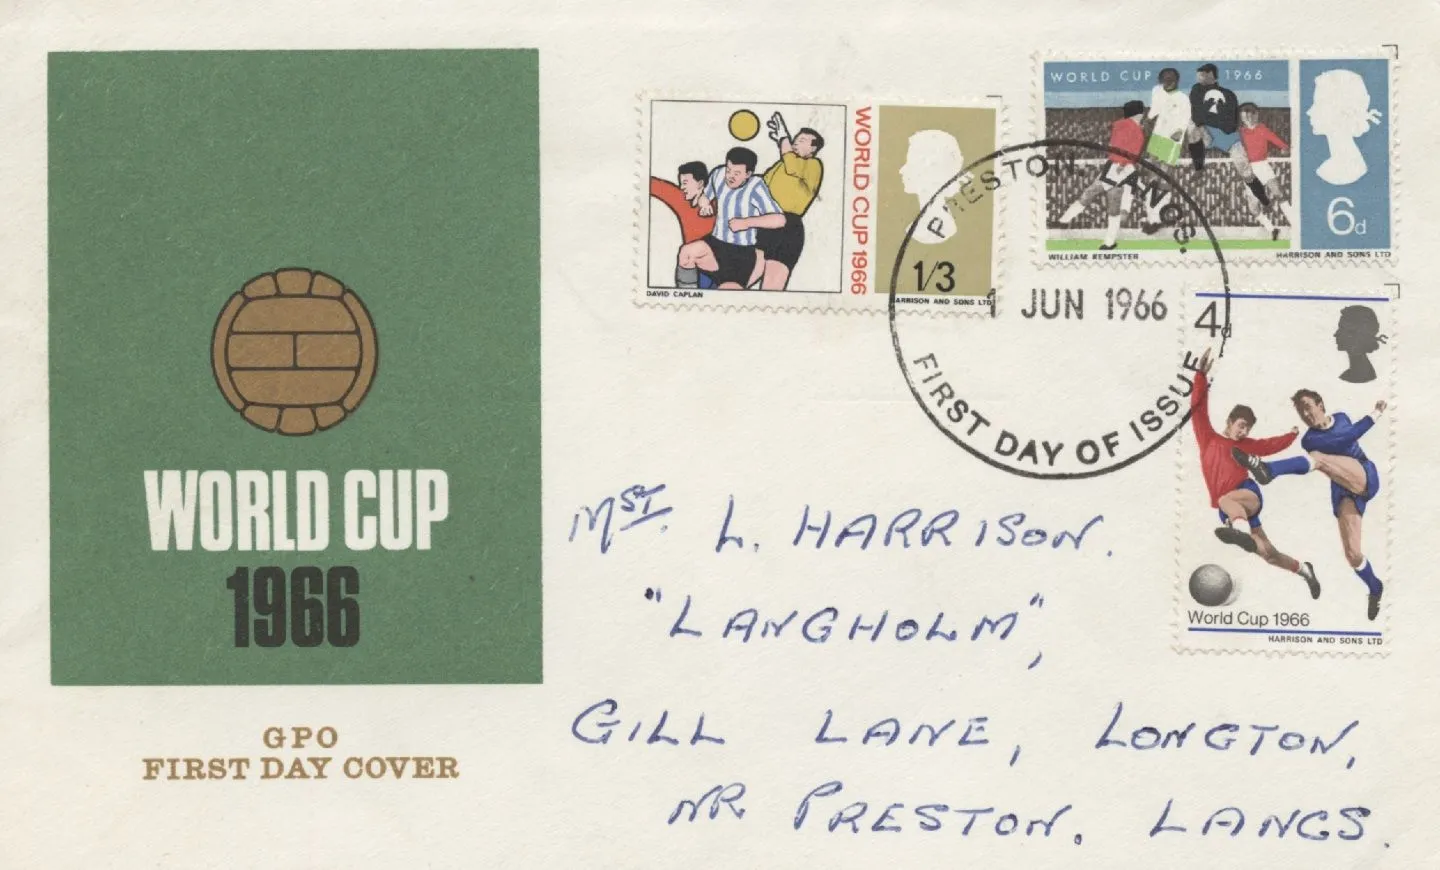 WORLD CUP
1966
GPO
FIRST DAY COVER
WORLD CUP 1966
1/3
DAVID CAPLAN
HARRISON AND SONS LTD
WORLD CUP 1966
6d
WILLIAM KEMPSTER
HARRISON AND SONS LTD
PRESTON LANCS.
1 JUN 1966
FIRST DAY OF ISSUE
4d
World Cup 1966
HARRISON AND SONS LTD
MST. L. HARRISON.
"LANGHOLM",
GILL LANE, LONGTON,
NR PRESTON. LANCS.